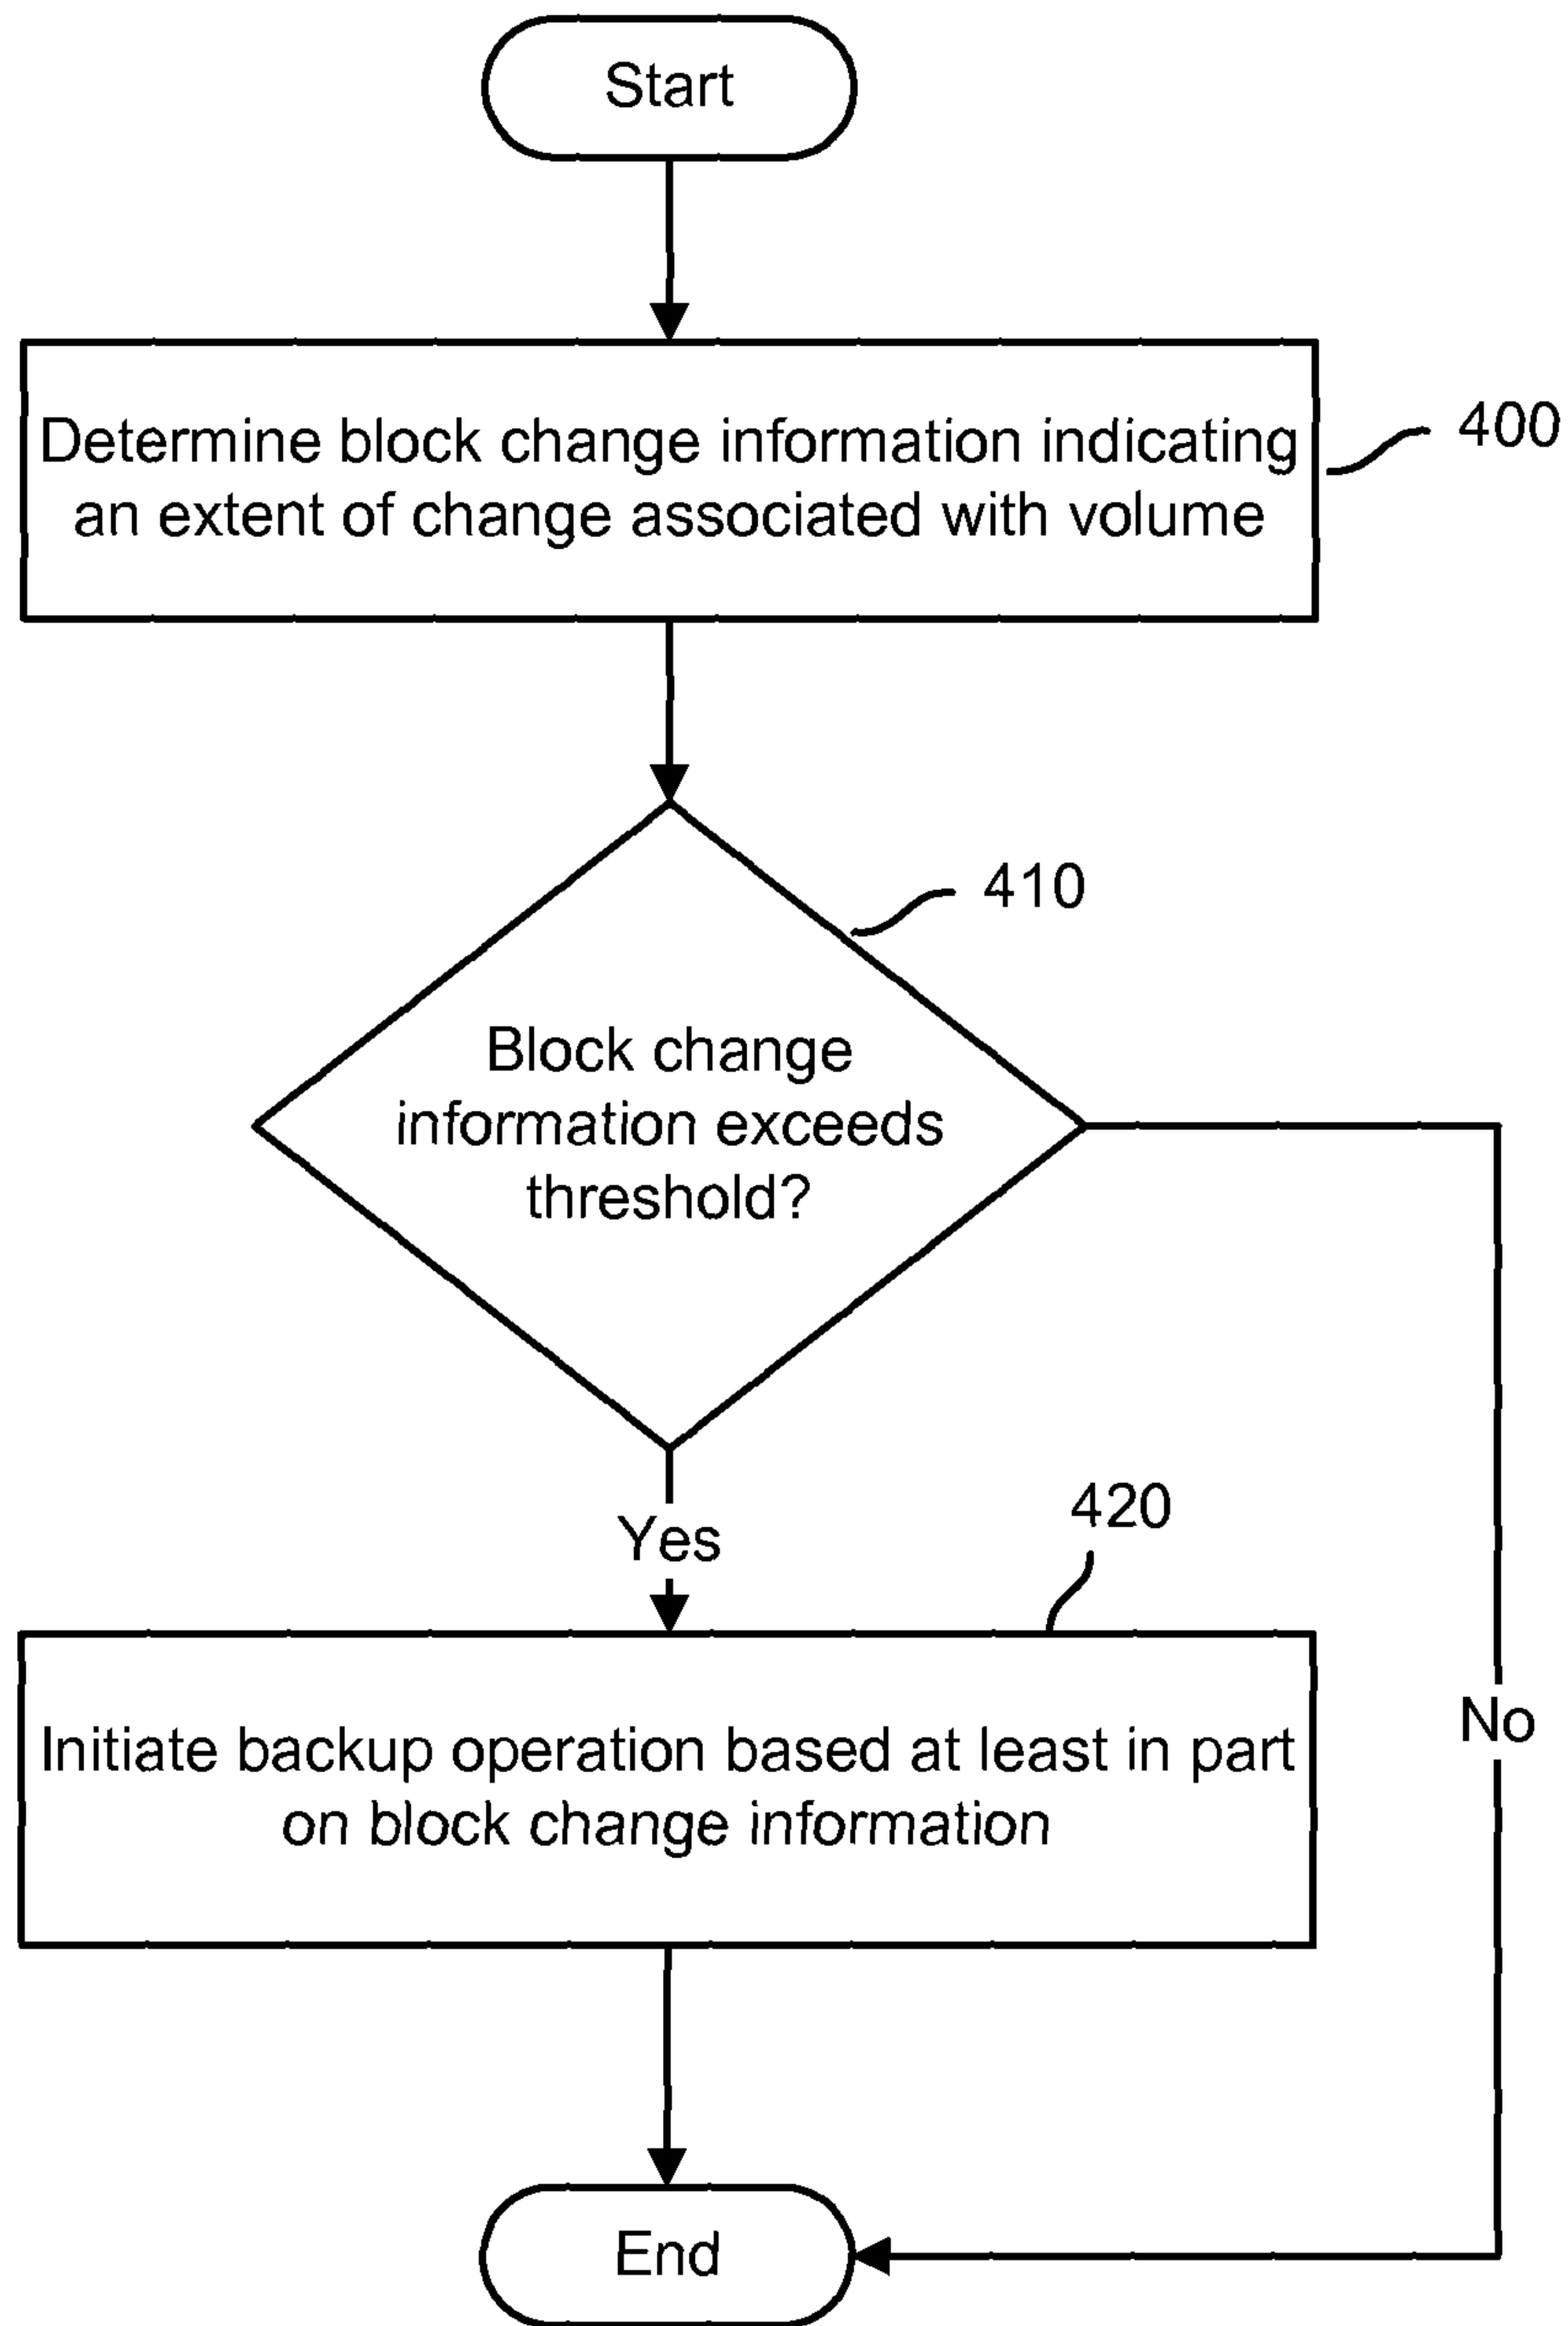 Start
Determine block change information indicating
an extent of change associated with volume
400
410
Block change
information exceeds
threshold?
Yes
420
Initiate backup operation based at least in part
on block change information
No
End